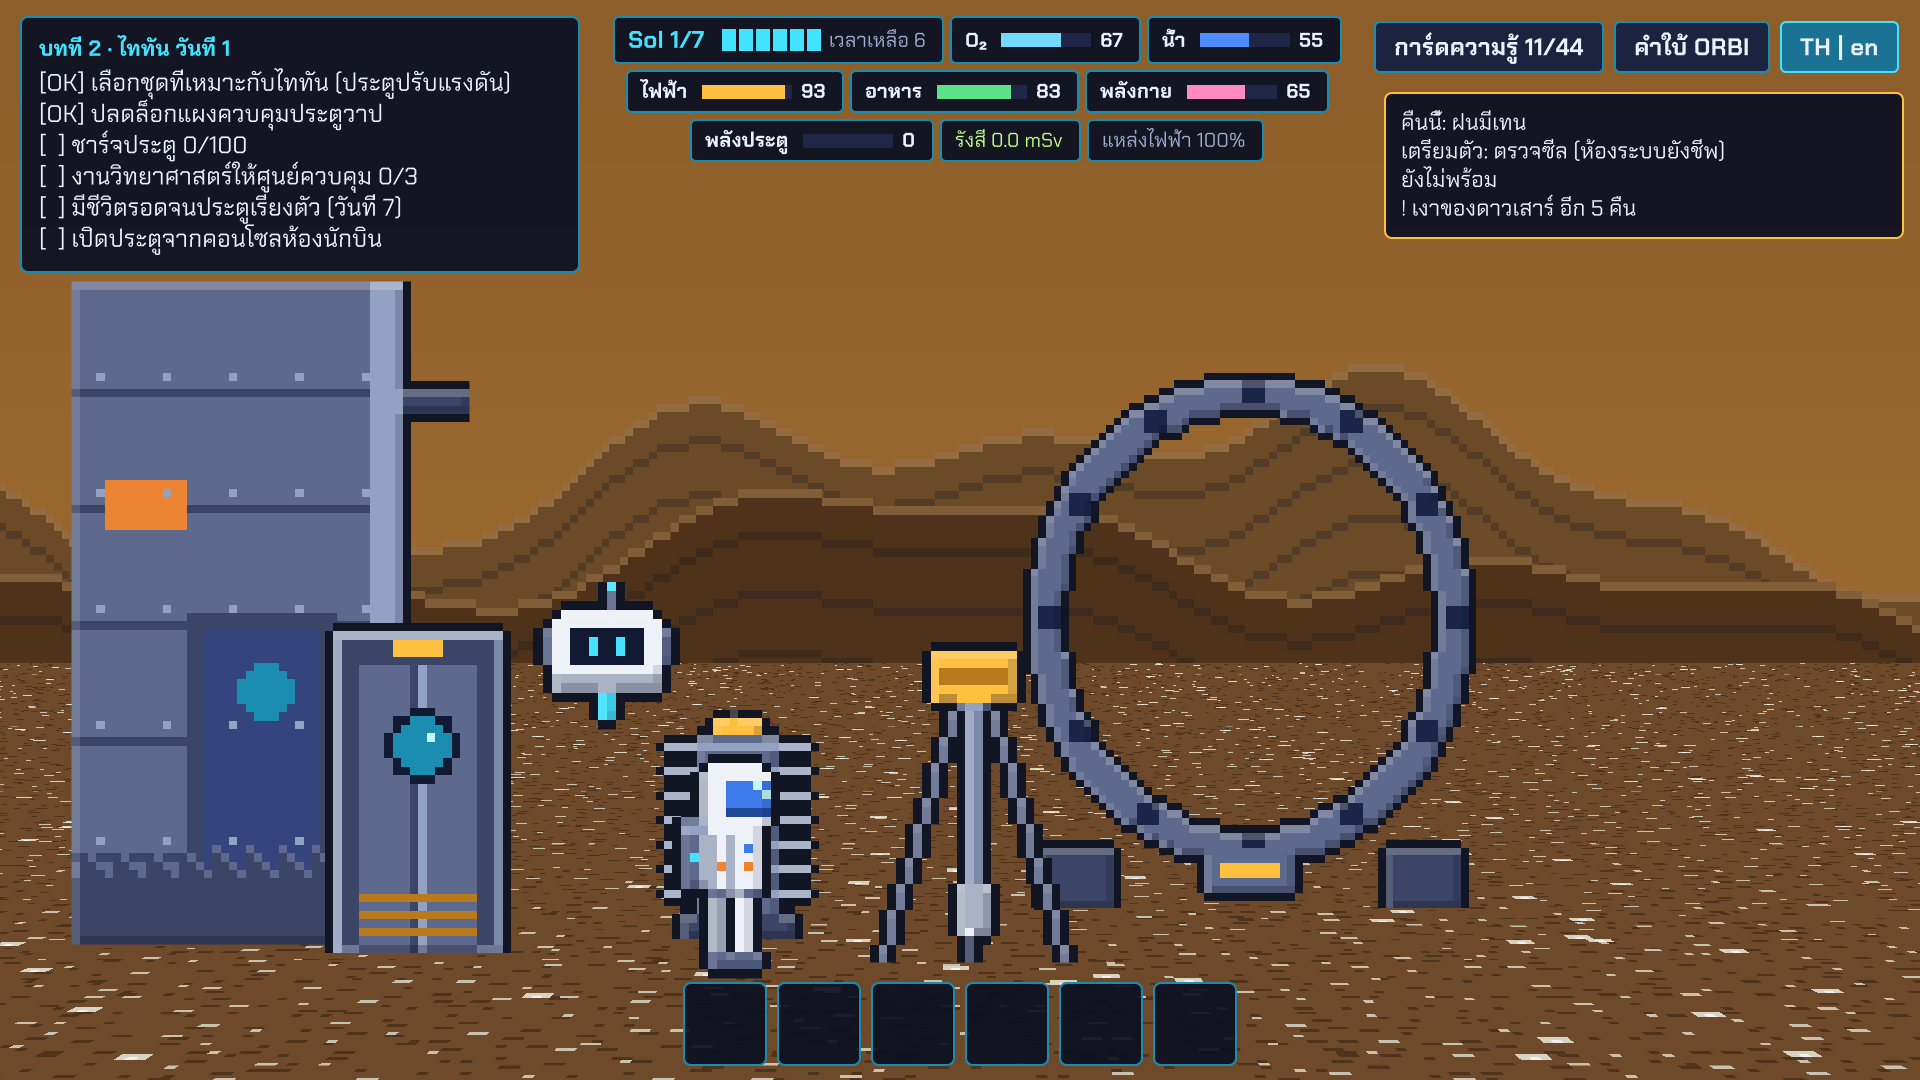 บทที่ 2 · ไททัน วันที่ 1
[OK] เลือกชุดที่เหมาะกับไททัน (ประตูปรับแรงดัน)
[OK] ปลดล็อกแผงควบคุมประตูวาป
[ ] ชาร์จประตู 0/100
[ ] งานวิทยาศาสตร์ให้ศูนย์ควบคุม 0/3
[ ] มีชีวิตรอดจนประตูเรียงตัว (วันที่ 7)
[ ] เปิดประตูจากคอนโซลห้องนักบิน
Sol 1/7 เวลาเหลือ 6
O₂ 67
น้ำ 55
ไฟฟ้า 93
อาหาร 83
พลังกาย 65
พลังประตู 0
รังสี 0.0 mSv
แหล่งไฟฟ้า 100%
การ์ดความรู้ 11/44
คำใบ้ ORBI
TH | en
คืนนี้: ฝนมีเทน
เตรียมตัว: ตรวจซีล (ห้องระบบยังชีพ)
ยังไม่พร้อม
! เงาของดาวเสาร์ อีก 5 คืน